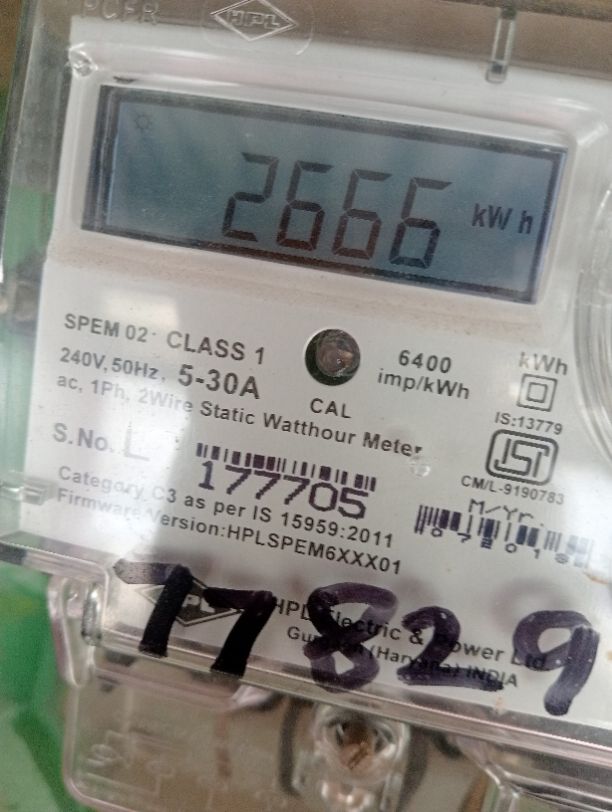 PCFR
HPL
2666 kWh
SPEM 02 CLASS 1
240V, 50Hz, 5-30A
ac, 1Ph, 2Wire Static Watthour Meter
CAL
6400
imp/kWh
kWh
IS:13779
CM/L-9190783
S.No. L
177705
M/Yr.
Category C3 as per IS 15959:2011
Firmware Version:HPLSPEM6XXX01
HPL
HPL Electric & Power Ltd
(Haryana) INDIA
77829